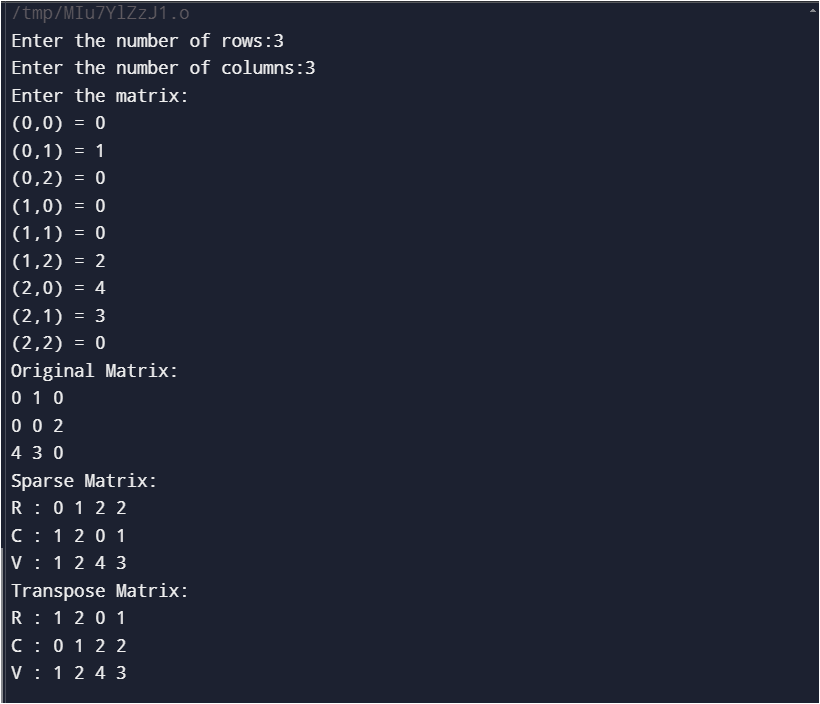 /tmp/MIu7YlZzJ1.o
Enter the number of rows:3
Enter the number of columns:3
Enter the matrix:
(0,0) = 0
(0,1) = 1
(0,2) = 0
(1,0) = 0
(1,1) = 0
(1,2) = 2
(2,0) = 4
(2,1) = 3
(2,2) = 0
Original Matrix:
0 1 0
0 0 2
4 3 0
Sparse Matrix:
R : 0 1 2 2
C : 1 2 0 1
V : 1 2 4 3
Transpose Matrix:
R : 1 2 0 1
C : 0 1 2 2
V : 1 2 4 3